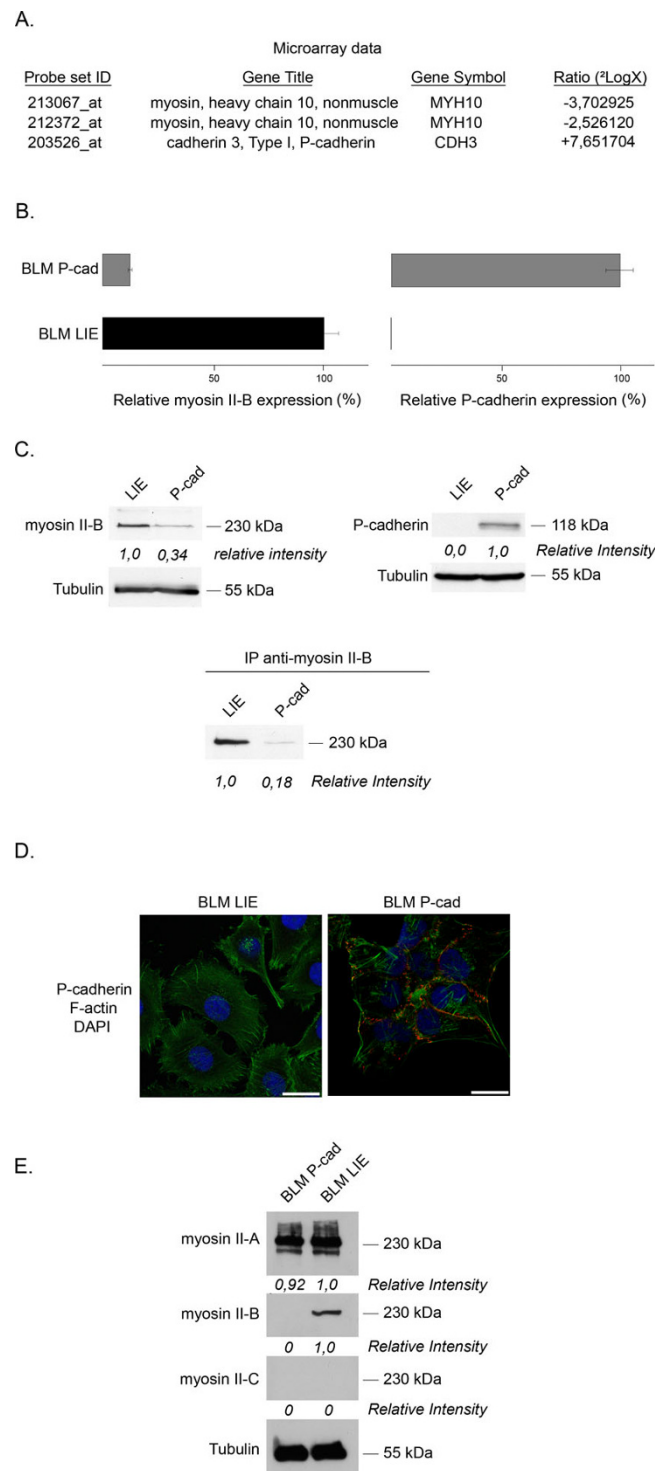 A.
Microarray data
Probe set ID Gene Title Gene Symbol Ratio (²LogX)
213067_at myosin, heavy chain 10, nonmuscle MYH10 -3,702925
212372_at myosin, heavy chain 10, nonmuscle MYH10 -2,526120
203526_at cadherin 3, Type I, P-cadherin CDH3 +7,651704
B.
BLM P-cad
BLM LIE
50 100 50 100
Relative myosin II-B expression (%) Relative P-cadherin expression (%)
C.
LIE P-cad LIE P-cad
myosin II-B — 230 kDa P-cadherin — 118 kDa
1,0 0,34 relative intensity 0,0 1,0 Relative Intensity
Tubulin — 55 kDa Tubulin — 55 kDa
IP anti-myosin II-B
LIE P-cad
— 230 kDa
1,0 0,18 Relative Intensity
D.
BLM LIE BLM P-cad
P-cadherin
F-actin
DAPI
E.
BLM P-cad BLM LIE
myosin II-A — 230 kDa
0,92 1,0 Relative Intensity
myosin II-B — 230 kDa
0 1,0 Relative Intensity
myosin II-C — 230 kDa
0 0 Relative Intensity
Tubulin — 55 kDa